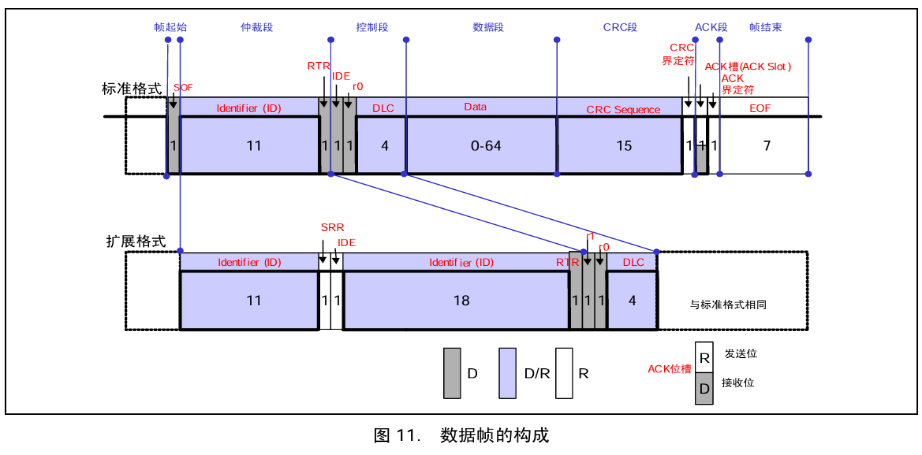 帧起始 仲裁段 控制段 数据段 CRC段 ACK段 帧结束
CRC
界定符
RTR
IDE
r0
ACK槽(ACK Slot)
ACK
界定符
标准格式
SOF
Identifier (ID) DLC Data CRC Sequence EOF
1 11 1 1 1 4 0-64 15 1 1 1 7
扩展格式
SRR
IDE
r1
r0
Identifier (ID) Identifier (ID) RTR DLC
11 1 1 18 1 1 1 4 与标准格式相同
D D/R R
ACK位槽
R 发送位
D 接收位
图 11. 数据帧的构成